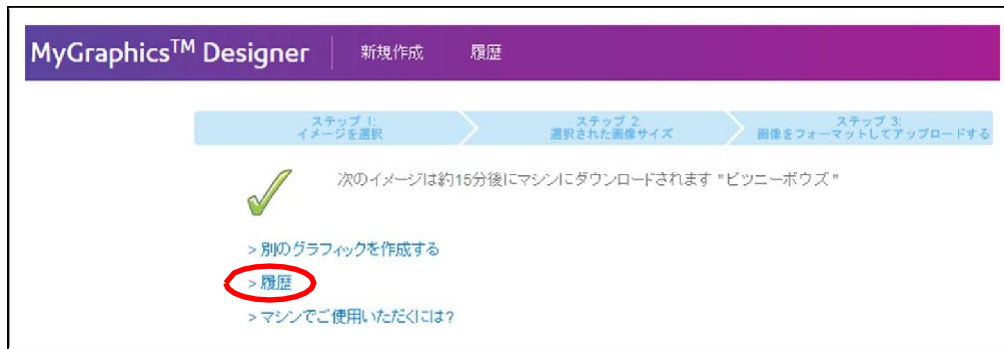 MyGraphics™ Designer 新規作成 履歴
ステップ 1: ステップ 2: ステップ 3:
イメージを選択 選択された画像サイズ 画像をフォーマットしてアップロードする
次のイメージは約15分後にマシンにダウンロードされます "ピツニーボウズ"
> 別のグラフィックを作成する
> 履歴
> マシンでご使用いただくには?